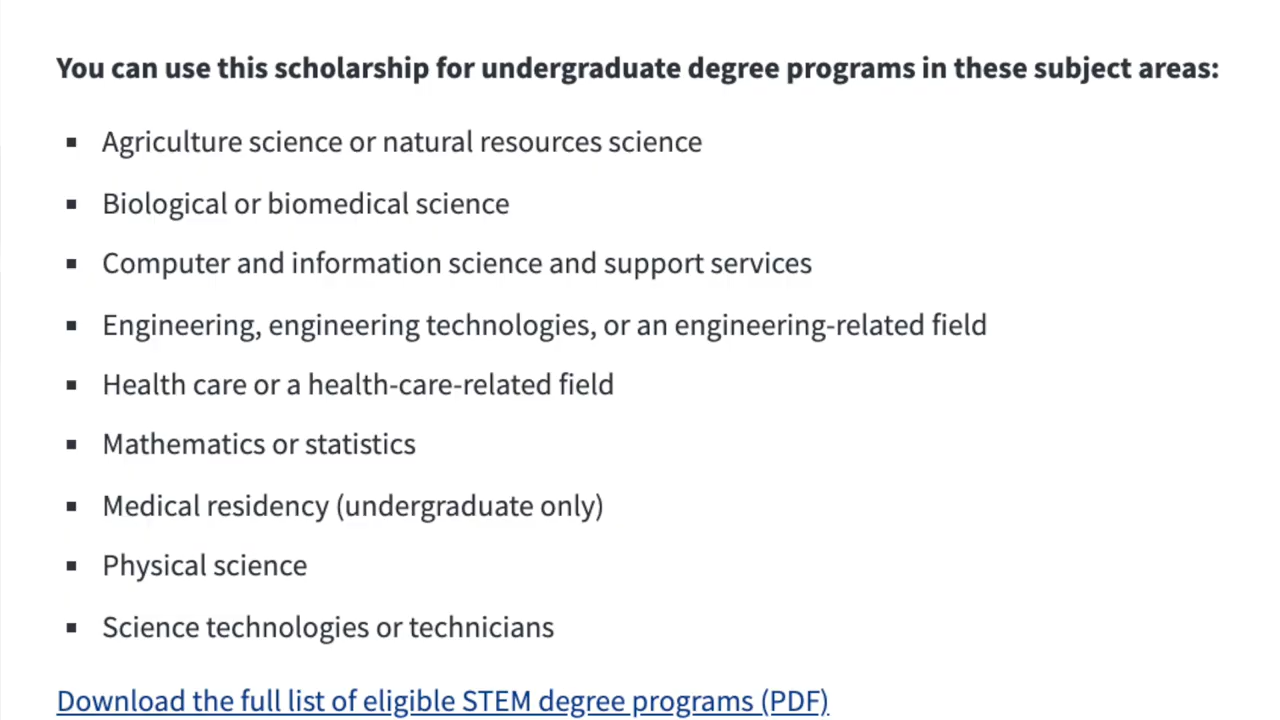 You can use this scholarship for undergraduate degree programs in these subject areas:
▪ Agriculture science or natural resources science
▪ Biological or biomedical science
▪ Computer and information science and support services
▪ Engineering, engineering technologies, or an engineering-related field
▪ Health care or a health-care-related field
▪ Mathematics or statistics
▪ Medical residency (undergraduate only)
▪ Physical science
▪ Science technologies or technicians
Download the full list of eligible STEM degree programs (PDF)